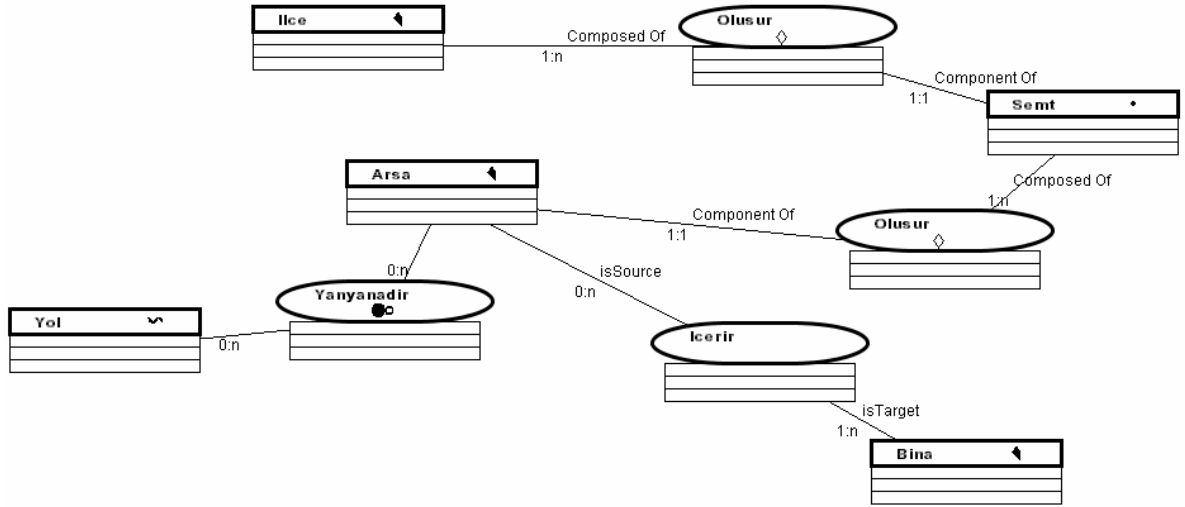 Ilce
Composed Of
1:n
Olusur
Component Of
1:1
Semt
Composed Of
1:n
Arsa
Component Of
1:1
Olusur
0:n
isSource
0:n
Yanyanadir
Yol
0:n
Icerir
isTarget
1:n
Bina